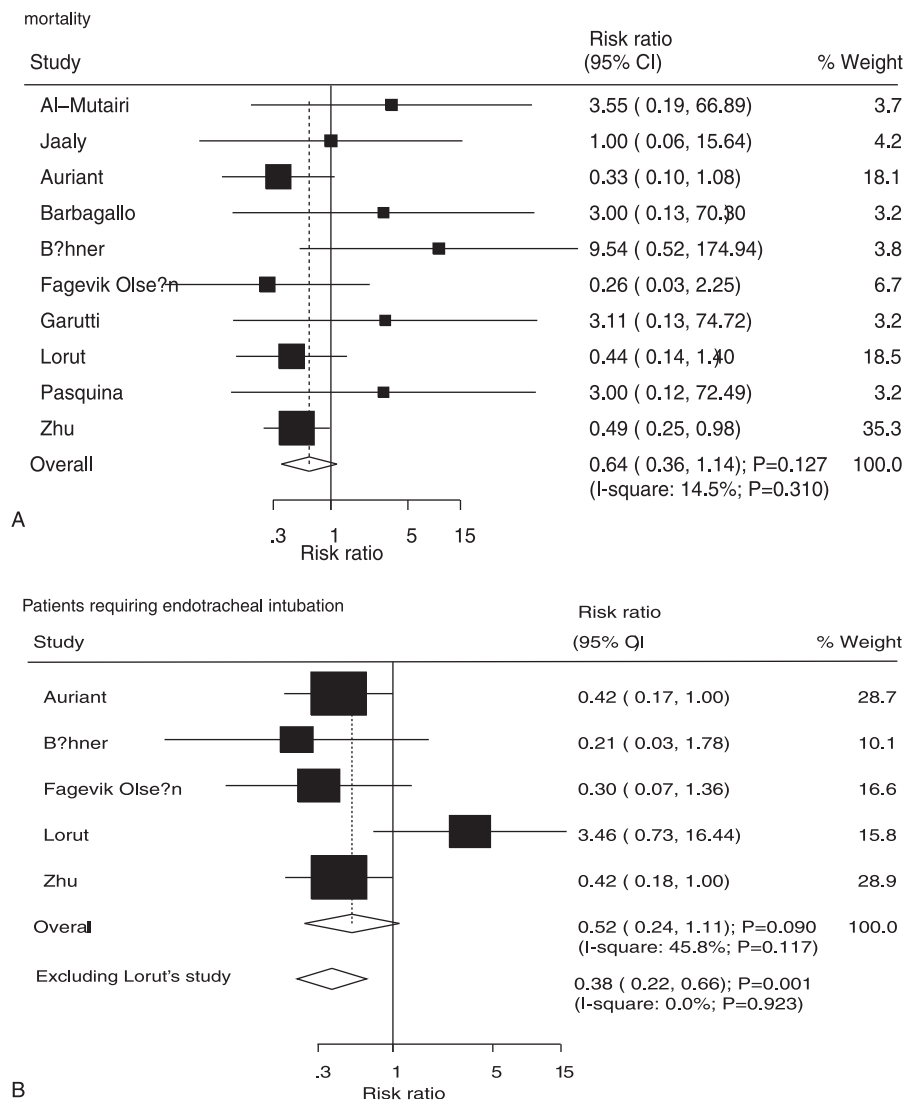 mortality
Risk ratio
Study (95% CI) % Weight
Al–Mutairi 3.55 ( 0.19, 66.89) 3.7
Jaaly 1.00 ( 0.06, 15.64) 4.2
Auriant 0.33 ( 0.10, 1.08) 18.1
Barbagallo 3.00 ( 0.13, 70.30) 3.2
B?hner 9.54 ( 0.52, 174.94) 3.8
Fagevik Olse?n 0.26 ( 0.03, 2.25) 6.7
Garutti 3.11 ( 0.13, 74.72) 3.2
Lorut 0.44 ( 0.14, 1.40) 18.5
Pasquina 3.00 ( 0.12, 72.49) 3.2
Zhu 0.49 ( 0.25, 0.98) 35.3
Overall 0.64 ( 0.36, 1.14); P=0.127 100.0
(I-square: 14.5%; P=0.310)
A
.3 1 5 15
Risk ratio
Patients requiring endotracheal intubation
Risk ratio
Study (95% CI) % Weight
Auriant 0.42 ( 0.17, 1.00) 28.7
B?hner 0.21 ( 0.03, 1.78) 10.1
Fagevik Olse?n 0.30 ( 0.07, 1.36) 16.6
Lorut 3.46 ( 0.73, 16.44) 15.8
Zhu 0.42 ( 0.18, 1.00) 28.9
Overall 0.52 ( 0.24, 1.11); P=0.090 100.0
(I-square: 45.8%; P=0.117)
Excluding Lorut's study 0.38 ( 0.22, 0.66); P=0.001
(I-square: 0.0%; P=0.923)
.3 1 5 15
Risk ratio
B